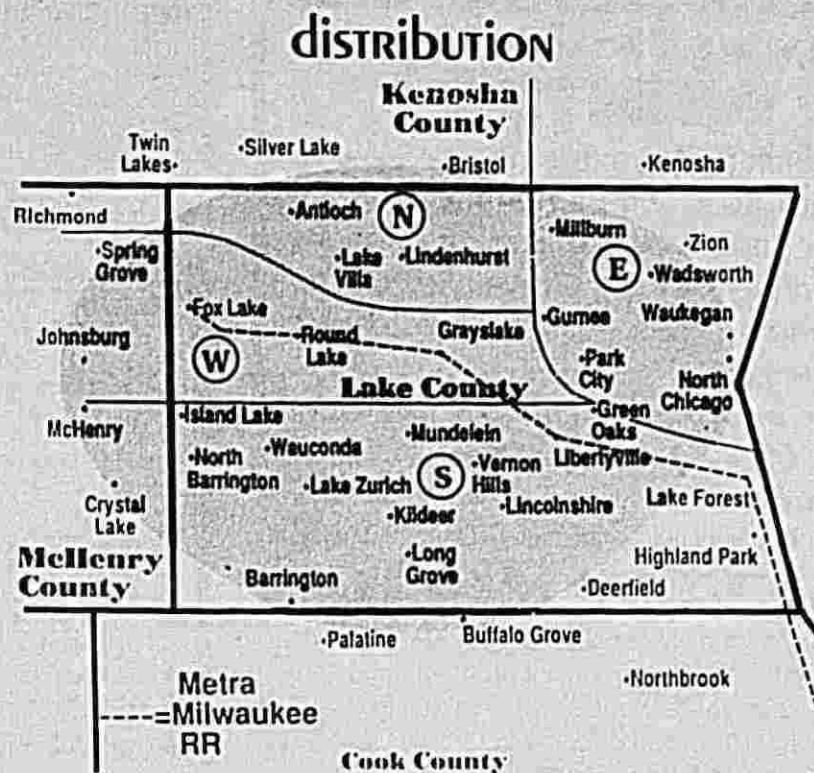 distribution
Kenosha
County
Twin
Lakes
Silver Lake
Bristol
Kenosha
Richmond
Antioch
N
Millburn
Zion
Spring
Grove
Lake
Villa
Lindenhurst
E
Wadsworth
Fox Lake
Grayslake
Gurnee
Waukegan
Johnsburg
W
Round
Lake
Park
City
Lake County
North
Chicago
McHenry
Island Lake
Green
Oaks
Mundelein
Wauconda
North
Barrington
Lake Zurich
S
Vernon
Hills
Libertyville
Crystal
Lake
Kildeer
Lincolnshire
Lake Forest
McHenry
County
Long
Grove
Highland Park
Barrington
Deerfield
Palatine
Buffalo Grove
Northbrook
Metra
----=Milwaukee
RR
Cook County